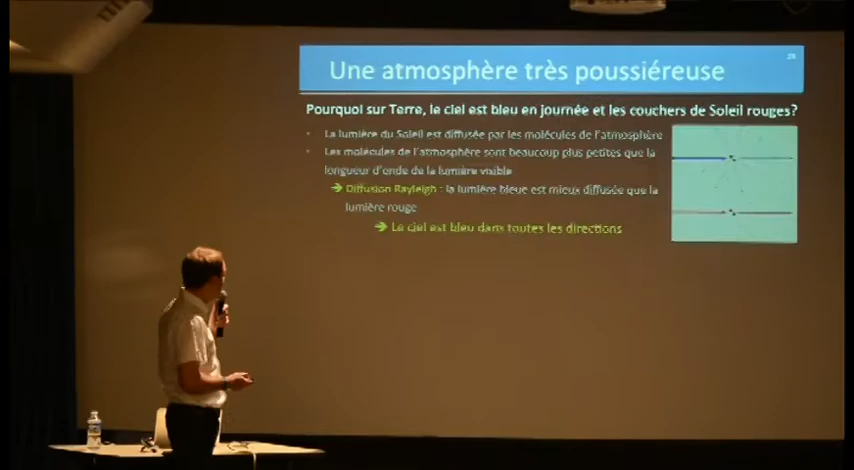 28
Une atmosphère très poussiéreuse
Pourquoi sur Terre, le ciel est bleu en journée et les couchers de Soleil rouges?
• La lumière du Soleil est diffusée par les molécules de l'atmosphère
• Les molécules de l'atmosphère sont beaucoup plus petites que la
longueur d'onde de la lumière visible
➔ Diffusion Rayleigh : la lumière bleue est mieux diffusée que la
lumière rouge
➔ Le ciel est bleu dans toutes les directions